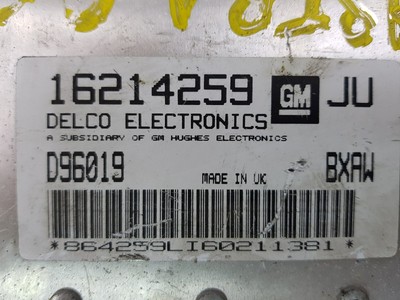 16214259 GM JU
DELCO ELECTRONICS
A SUBSIDIARY OF GM HUGHES ELECTRONICS
D96019 MADE IN UK BXAW
*864259LI60211381*